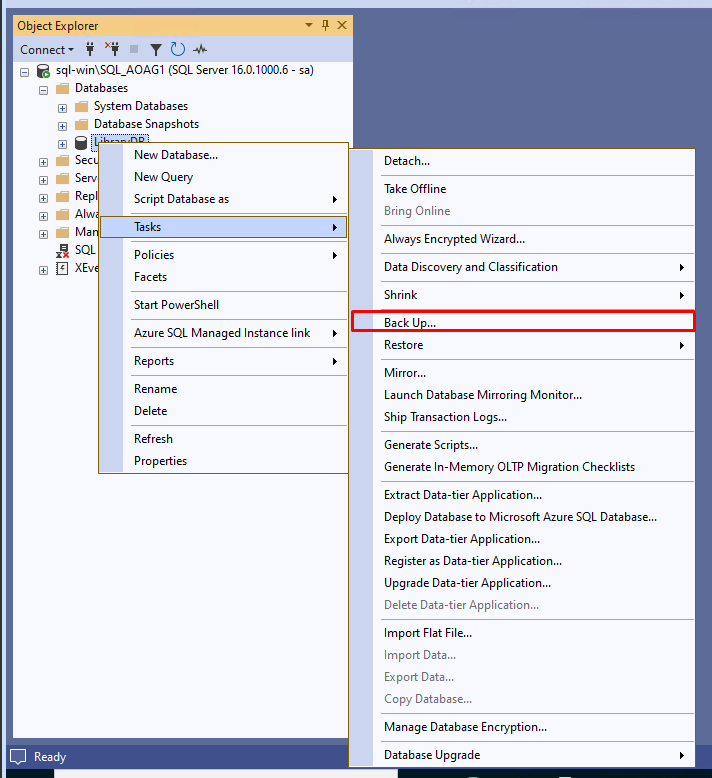 Object Explorer
Connect
sql-win\SQL_AOAG1 (SQL Server 16.0.1000.6 - sa)
Databases
System Databases
Database Snapshots
LibraryDB
Secu
Serv
Repl
Alwa
Man
SQL
XEve
New Database...
New Query
Script Database as
Tasks
Policies
Facets
Start PowerShell
Azure SQL Managed Instance link
Reports
Rename
Delete
Refresh
Properties
Detach...
Take Offline
Bring Online
Always Encrypted Wizard...
Data Discovery and Classification
Shrink
Back Up...
Restore
Mirror...
Launch Database Mirroring Monitor...
Ship Transaction Logs...
Generate Scripts...
Generate In-Memory OLTP Migration Checklists
Extract Data-tier Application...
Deploy Database to Microsoft Azure SQL Database...
Export Data-tier Application...
Register as Data-tier Application...
Upgrade Data-tier Application...
Delete Data-tier Application...
Import Flat File...
Import Data...
Export Data...
Copy Database...
Manage Database Encryption...
Database Upgrade
Ready